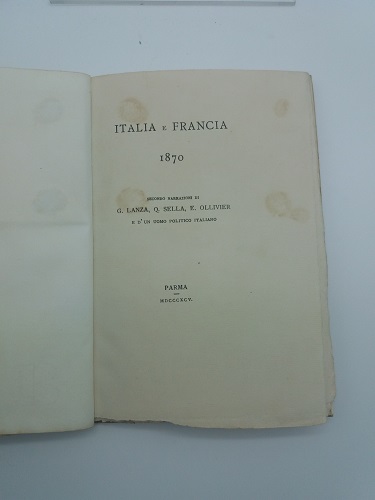 ITALIA E FRANCIA
1870
SECONDO NARRAZIONI DI
G. LANZA, Q. SELLA, E. OLLIVIER
E D' UN UOMO POLITICO ITALIANO
PARMA
MDCCCXCV.